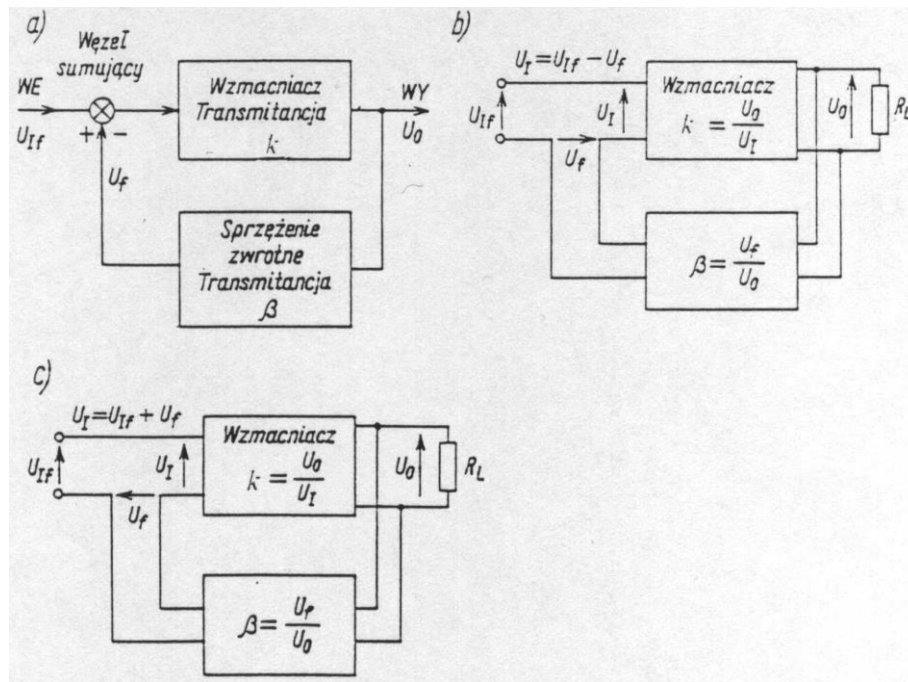 a)
Węzeł
sumujący
WE
U_If
+ -
U_f
Wzmacniacz
Transmitancja
k
WY
U_0
Sprzężenie
zwrotne
Transmitancja
β
b)
U_I = U_If - U_f
U_If
U_I
U_f
Wzmacniacz
k = U_0 / U_I
U_0
R_L
β = U_f / U_0
c)
U_I = U_If + U_f
U_If
U_I
U_f
Wzmacniacz
k = U_0 / U_I
U_0
R_L
β = U_f / U_0